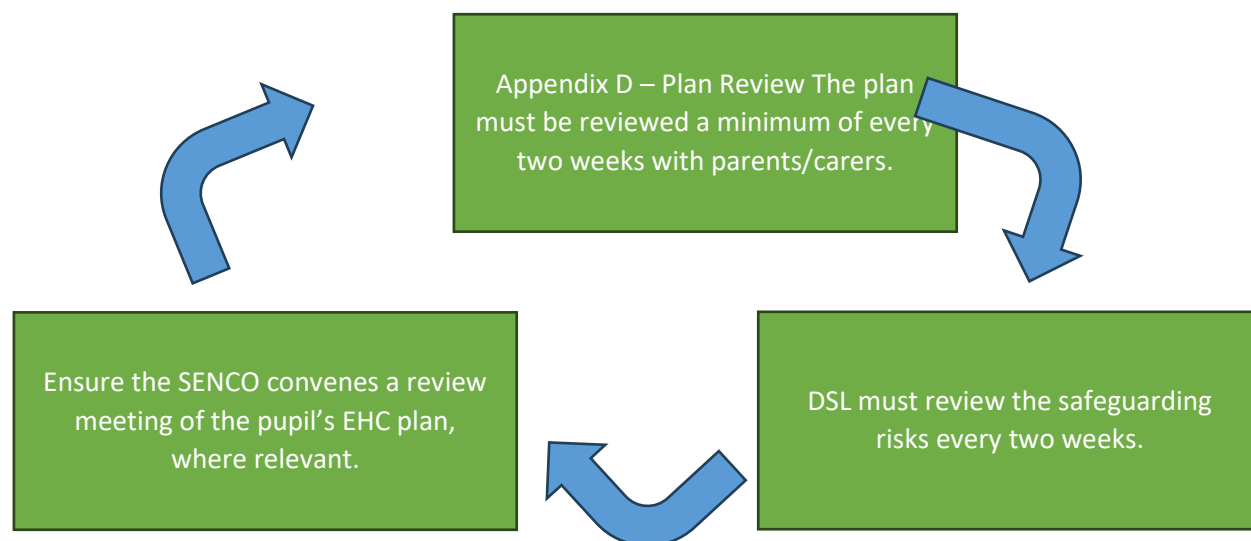 Appendix D – Plan Review The plan
must be reviewed a minimum of every
two weeks with parents/carers.
Ensure the SENCO convenes a review
meeting of the pupil's EHC plan,
where relevant.
DSL must review the safeguarding
risks every two weeks.